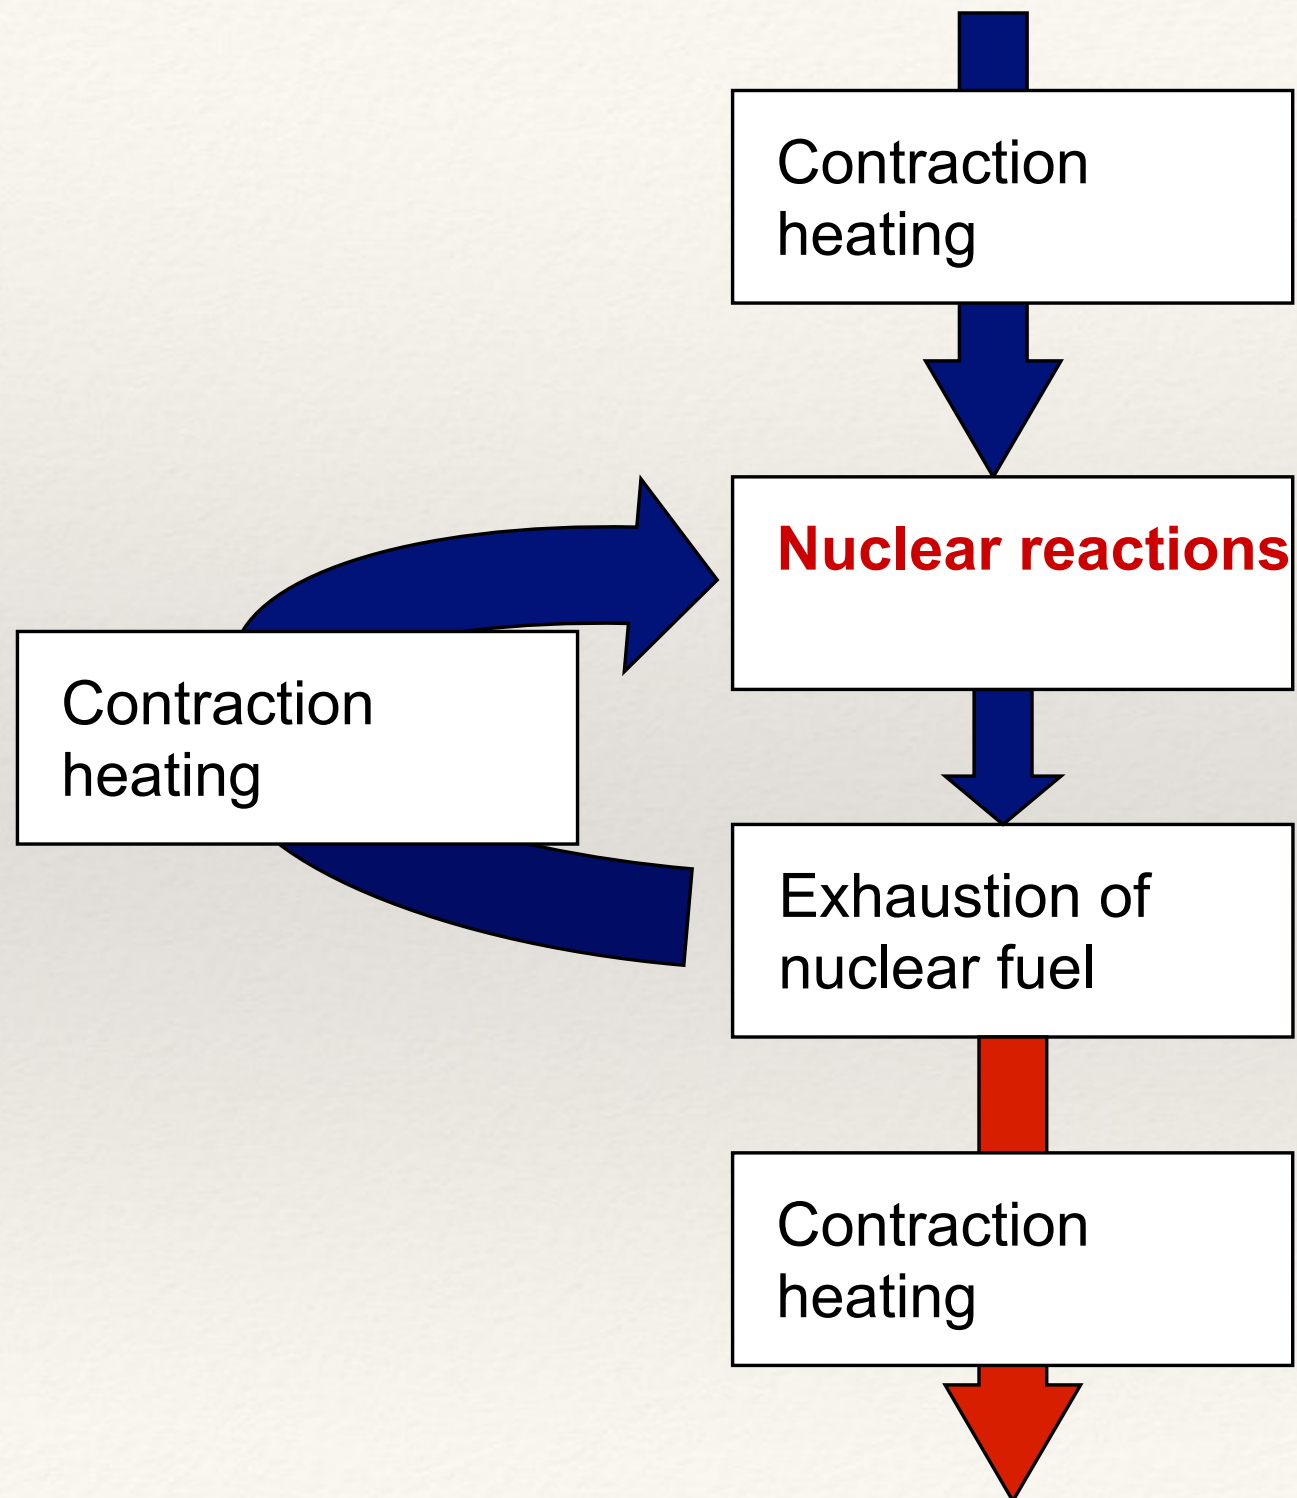 Contraction
heating
Nuclear reactions
Contraction
heating
Exhaustion of
nuclear fuel
Contraction
heating